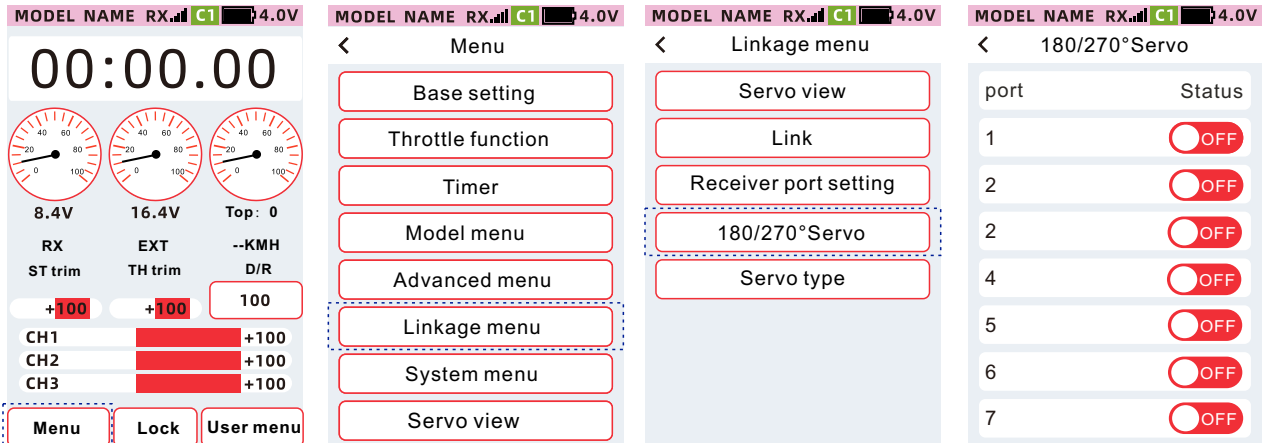 MODEL NAME RX C1 4.0V
00:00.00
0 20 40 60 80 100
0 20 40 60 80 100
0 20 40 60 80 100
8.4V 16.4V Top: 0
RX EXT --KMH
ST trim TH trim D/R
+100 +100 100
CH1 +100
CH2 +100
CH3 +100
Menu Lock User menu
MODEL NAME RX C1 4.0V
< Menu
Base setting
Throttle function
Timer
Model menu
Advanced menu
Linkage menu
System menu
Servo view
MODEL NAME RX C1 4.0V
< Linkage menu
Servo view
Link
Receiver port setting
180/270°Servo
Servo type
MODEL NAME RX C1 4.0V
< 180/270°Servo
port Status
1 OFF
2 OFF
2 OFF
4 OFF
5 OFF
6 OFF
7 OFF